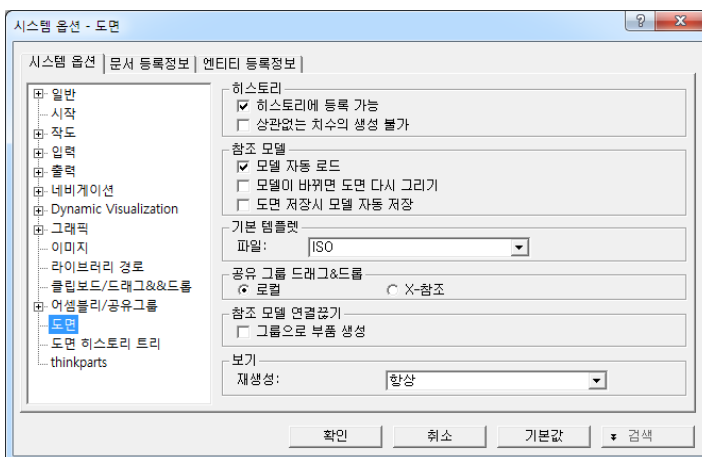 시스템 옵션 - 도면
시스템 옵션 문서 등록정보 엔티티 등록정보
일반
시작
작도
입력
출력
네비게이션
Dynamic Visualization
그래픽
이미지
라이브러리 경로
클립보드/드래그&&드롭
어셈블리/공유그룹
도면
도면 히스토리 트리
thinkparts
히스토리
히스토리에 등록 가능
상관없는 치수의 생성 불가
참조 모델
모델 자동 로드
모델이 바뀌면 도면 다시 그리기
도면 저장시 모델 자동 저장
기본 템플렛
파일: ISO
공유 그룹 드래그&드롭
로컬 X-참조
참조 모델 연결끊기
그룹으로 부품 생성
보기
재생성: 항상
확인 취소 기본값 검색